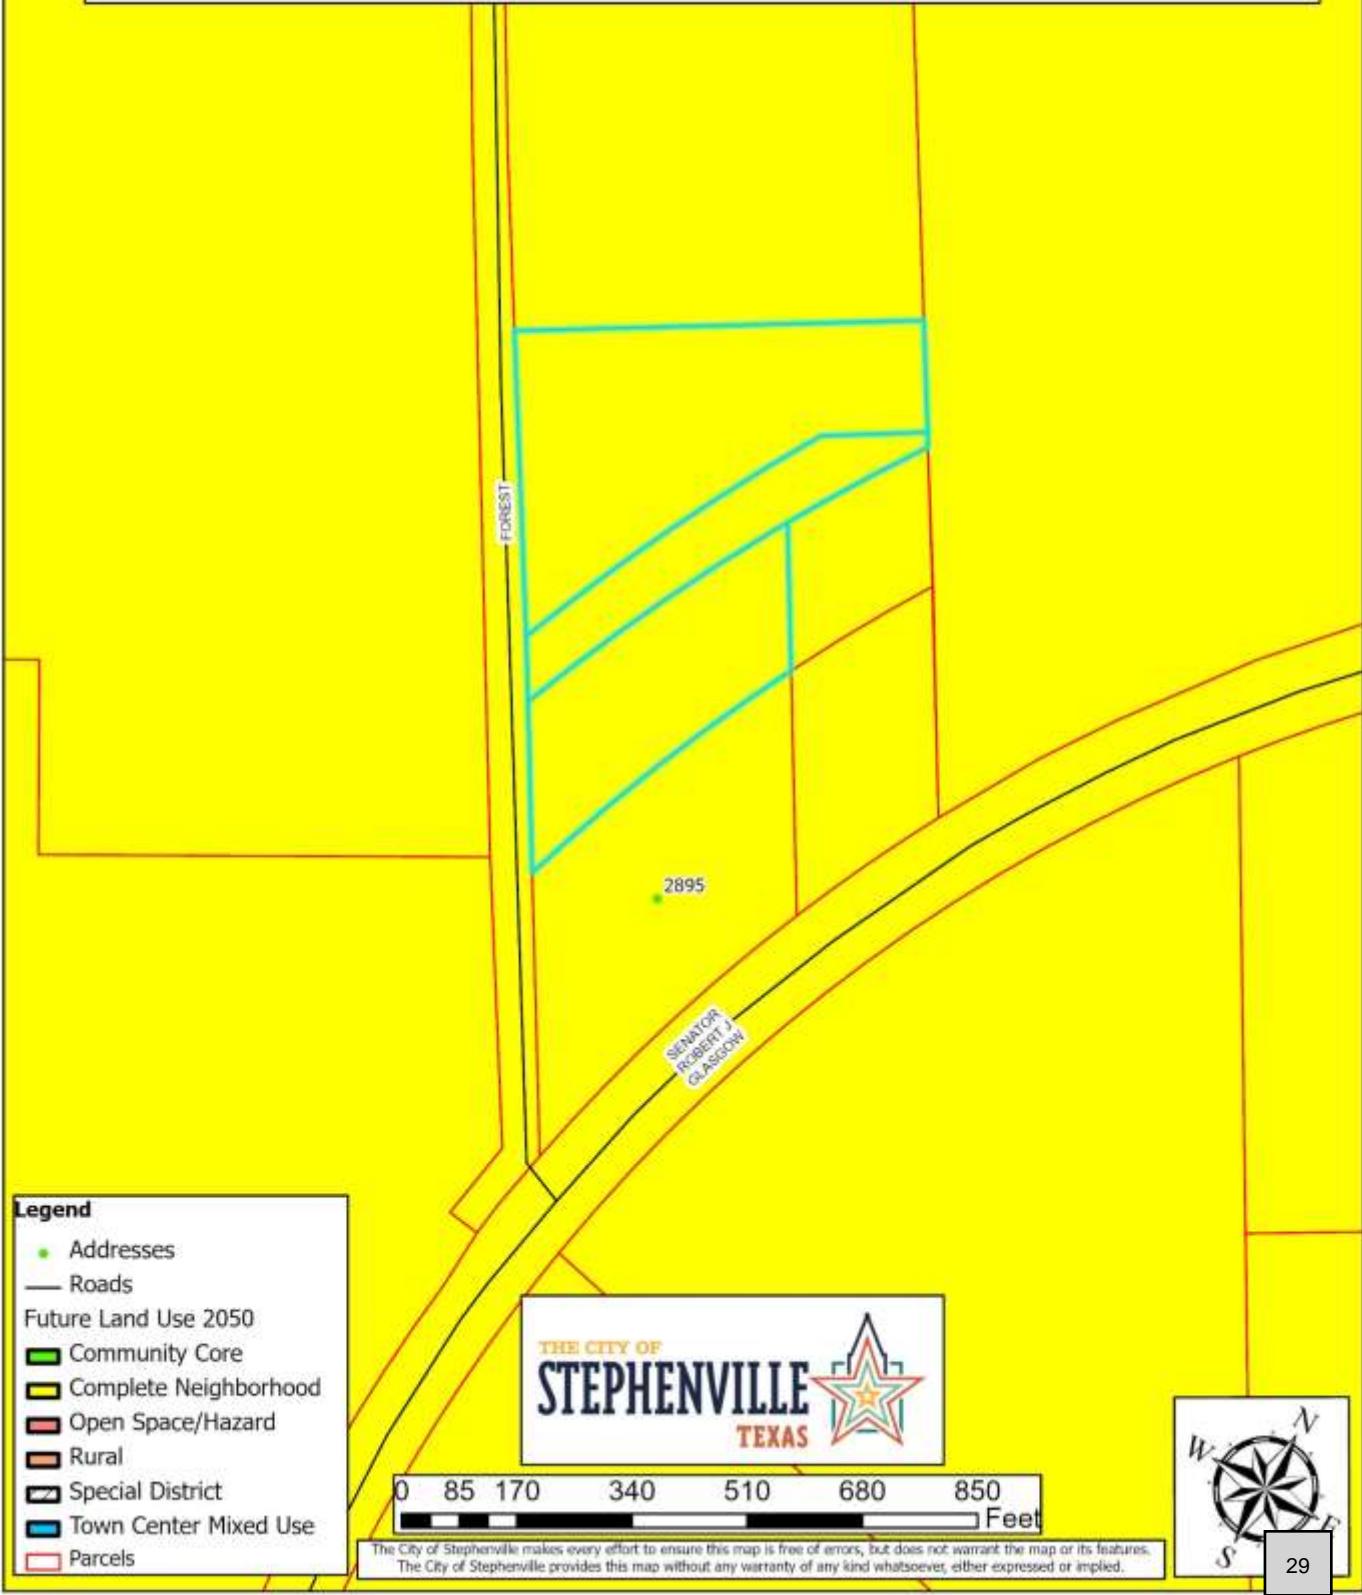 FOREST
2895
SENATOR
ROBERT J
GLASGOW
Legend
Addresses
Roads
Future Land Use 2050
Community Core
Complete Neighborhood
Open Space/Hazard
Rural
Special District
Town Center Mixed Use
Parcels
THE CITY OF
STEPHENVILLE
TEXAS
0 85 170 340 510 680 850
Feet
The City of Stephenville makes every effort to ensure this map is free of errors, but does not warrant the map or its features.
The City of Stephenville provides this map without any warranty of any kind whatsoever, either expressed or implied.
N
W
E
S
29